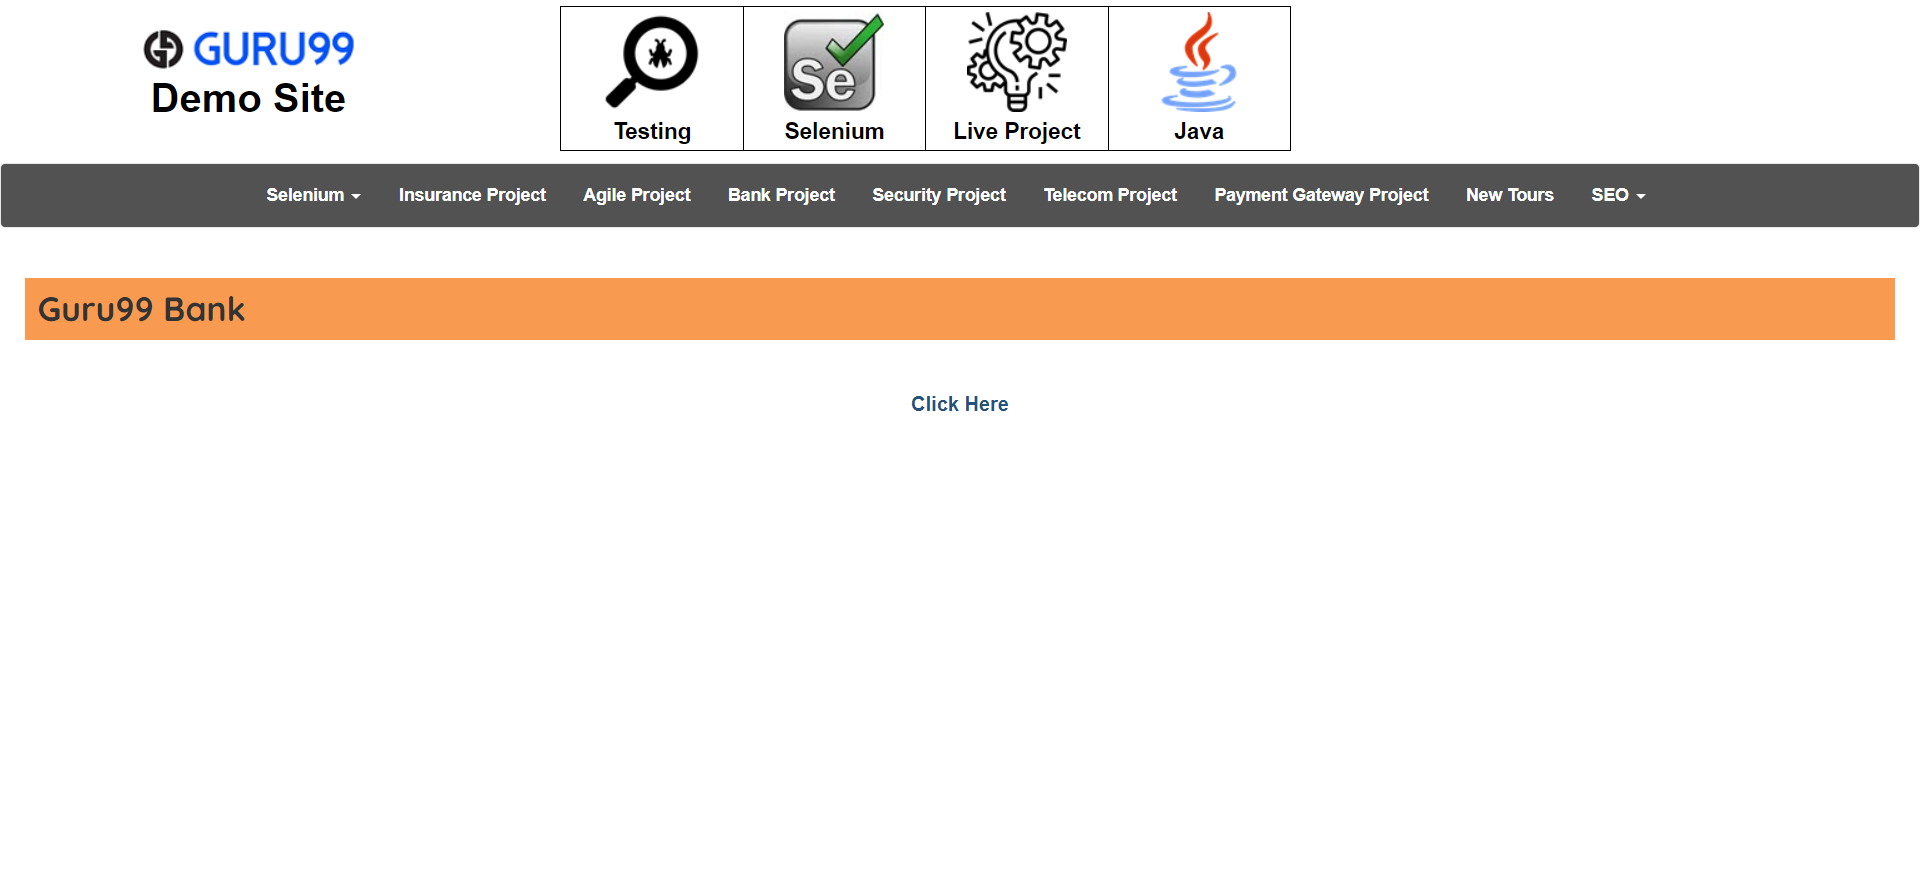 GURU99
Demo Site
Se
Testing
Selenium
Live Project
Java
Selenium
Insurance Project
Agile Project
Bank Project
Security Project
Telecom Project
Payment Gateway Project
New Tours
SEO
Guru99 Bank
Click Here